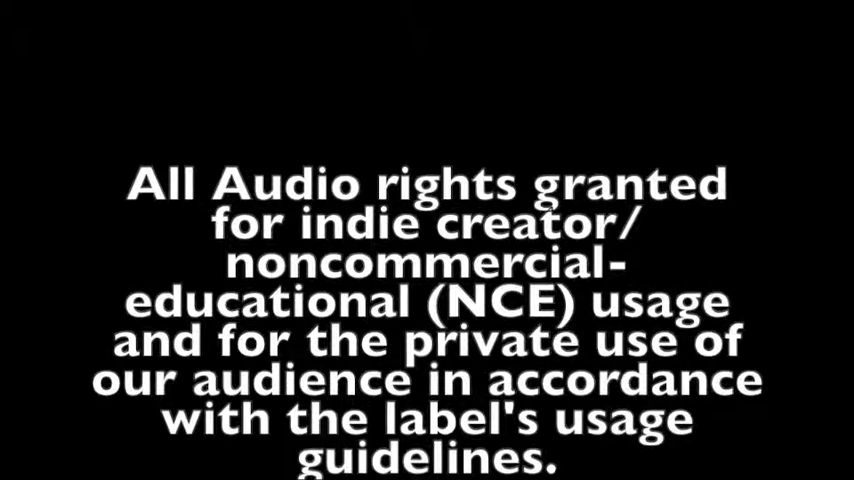 All Audio rights granted
for indie creator/
noncommercial-
educational (NCE) usage
and for the private use of
our audience in accordance
with the label's usage
guidelines.